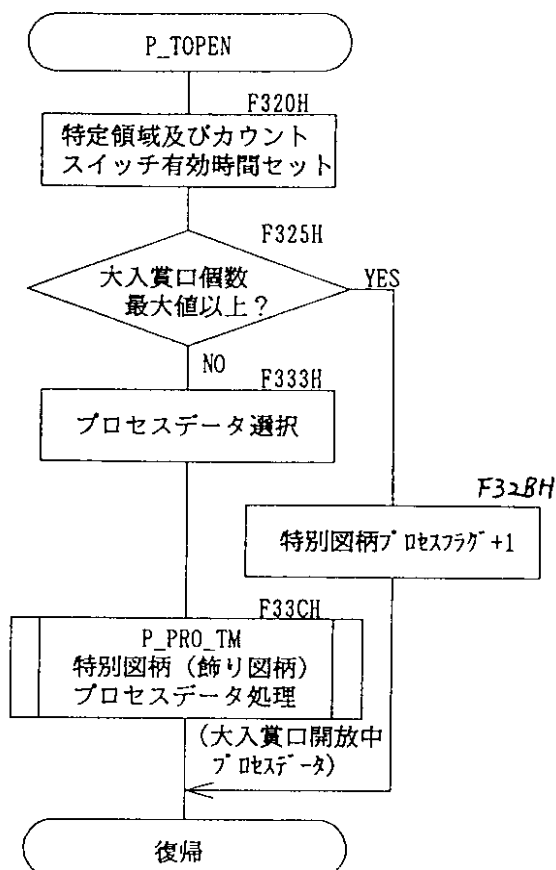 P_TOPEN
F320H
特定領域及びカウント
スイッチ有効時間セット
F325H
大入賞口個数
最大値以上？
YES
NO
F333H
プロセスデータ選択
F32BH
特別図柄ﾌﾟﾛｾｽﾌﾗｸﾞ+1
F33CH
P_PRO_TM
特別図柄（飾り図柄）
プロセスデータ処理
(大入賞口開放中
ﾌﾟﾛｾｽﾃﾞｰﾀ)
復帰